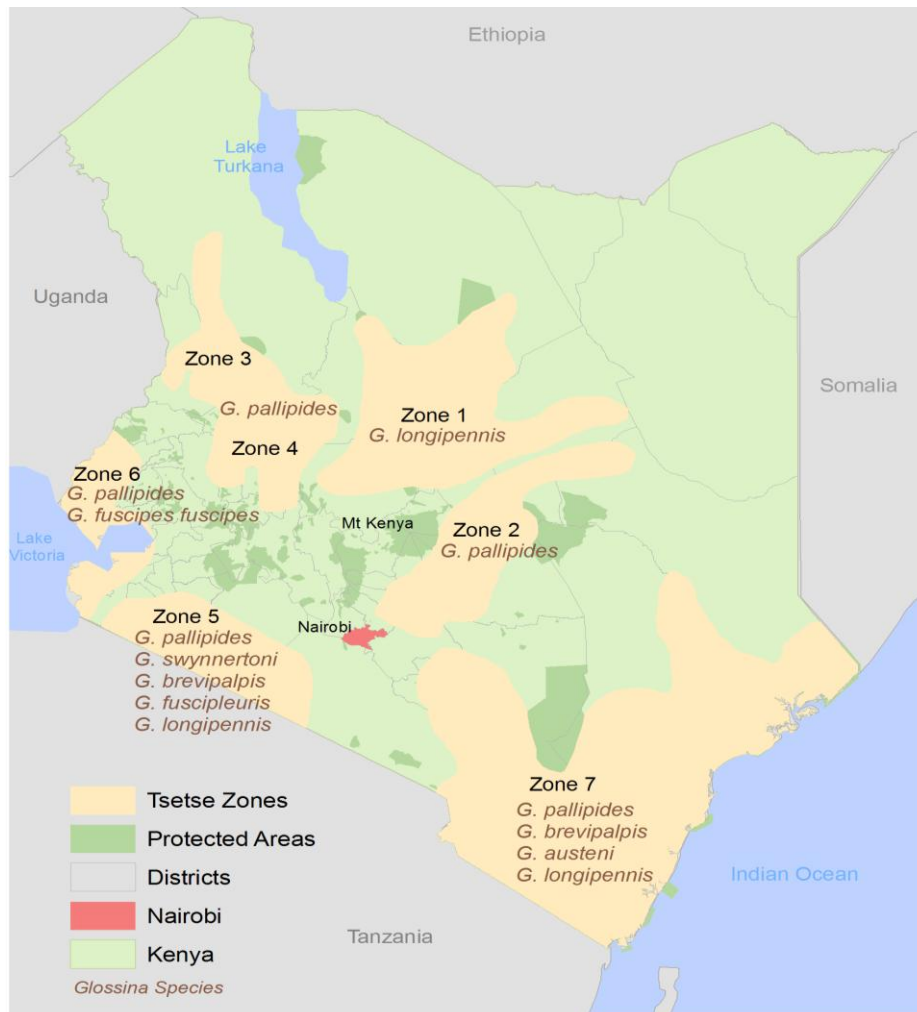 Ethiopia
Lake
Turkana
Uganda
Somalia
Zone 3
G. pallipides
Zone 4
Zone 1
G. longipennis
Zone 6
G. pallipides
G. fuscipes fuscipes
Lake
Victoria
Mt Kenya
Zone 2
G. pallipides
Nairobi
Zone 5
G. pallipides
G. swynnertoni
G. brevipalpis
G. fuscipleuris
G. longipennis
Zone 7
G. pallipides
G. brevipalpis
G. austeni
G. longipennis
Indian Ocean
Tanzania
Tsetse Zones
Protected Areas
Districts
Nairobi
Kenya
Glossina Species